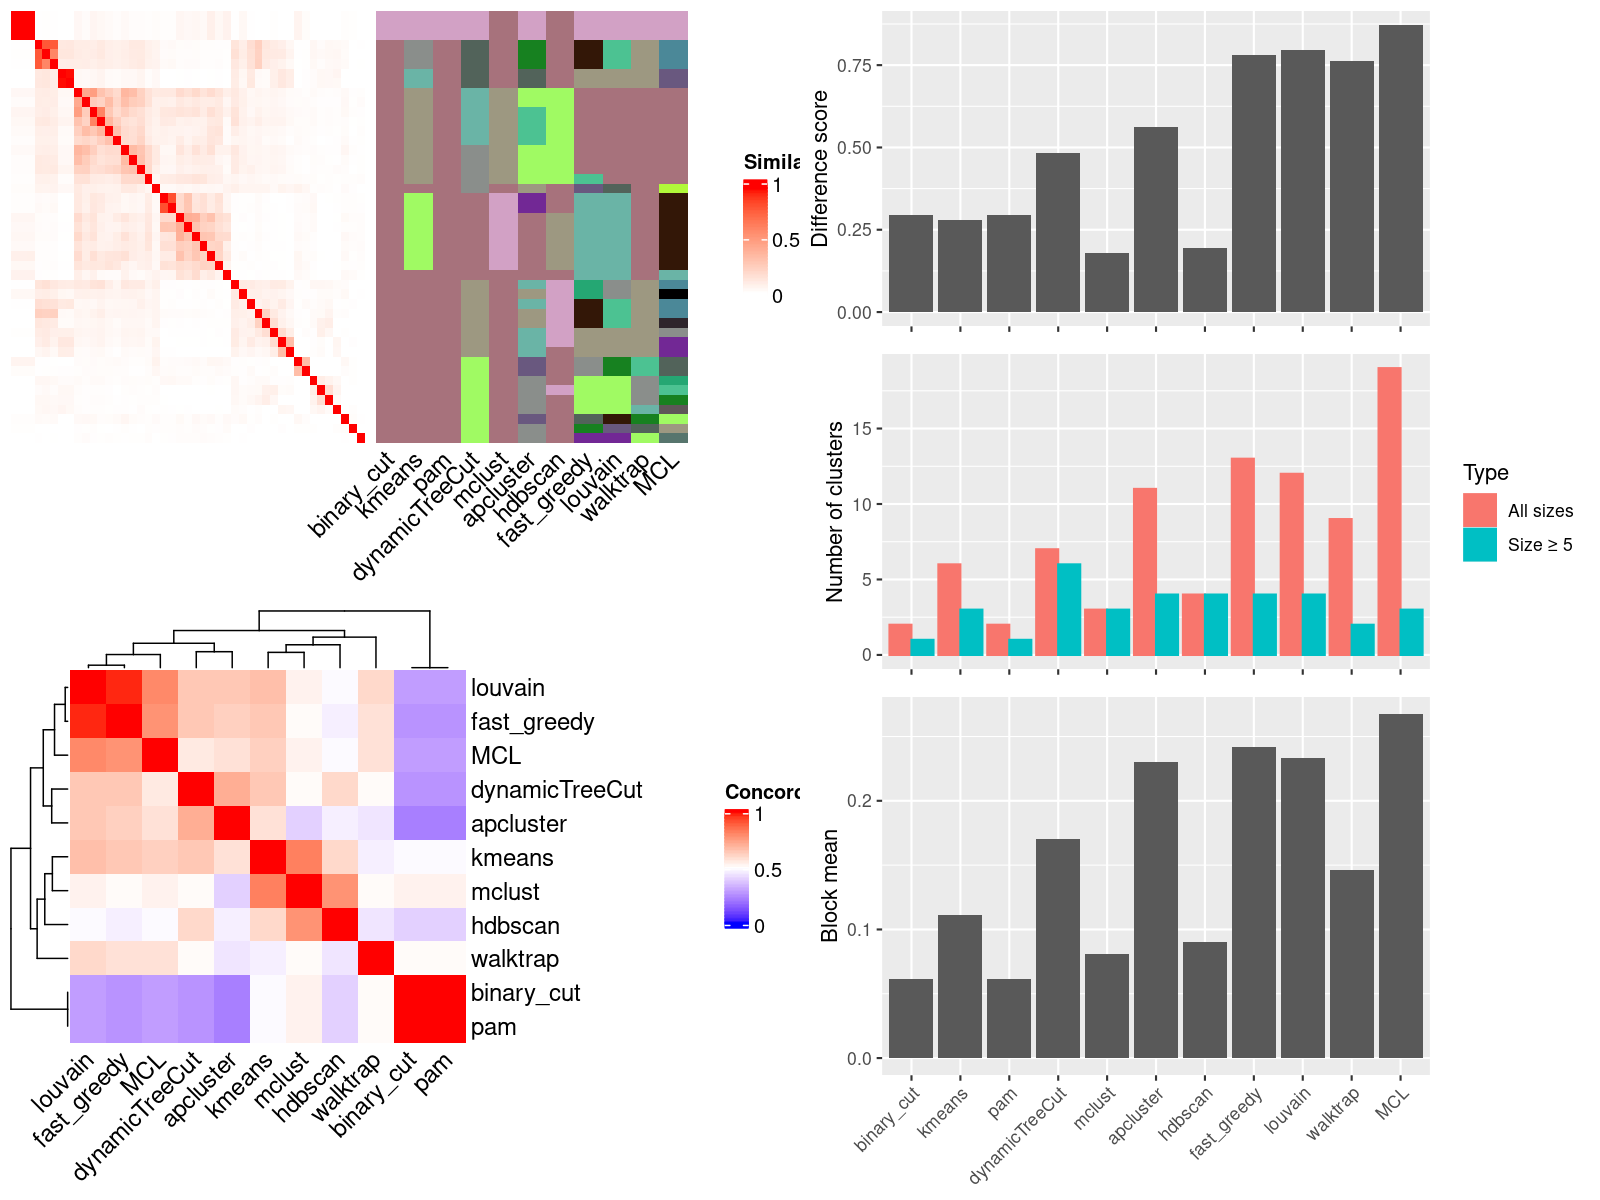 Simila
1
0.5
0
binary_cut
kmeans
pam
dynamicTreeCut
mclust
apcluster
hdbscan
fast_greedy
louvain
walktrap
MCL
Difference score
0.75
0.50
0.25
0.00
Number of clusters
15
10
5
0
Type
All sizes
Size ≥ 5
louvain
fast_greedy
MCL
dynamicTreeCut
apcluster
kmeans
mclust
hdbscan
walktrap
binary_cut
pam
louvain
fast_greedy
MCL
dynamicTreeCut
apcluster
kmeans
mclust
hdbscan
walktrap
binary_cut
pam
Concord
1
0.5
0
Block mean
0.2
0.1
0.0
binary_cut
kmeans
pam
dynamicTreeCut
mclust
apcluster
hdbscan
fast_greedy
louvain
walktrap
MCL